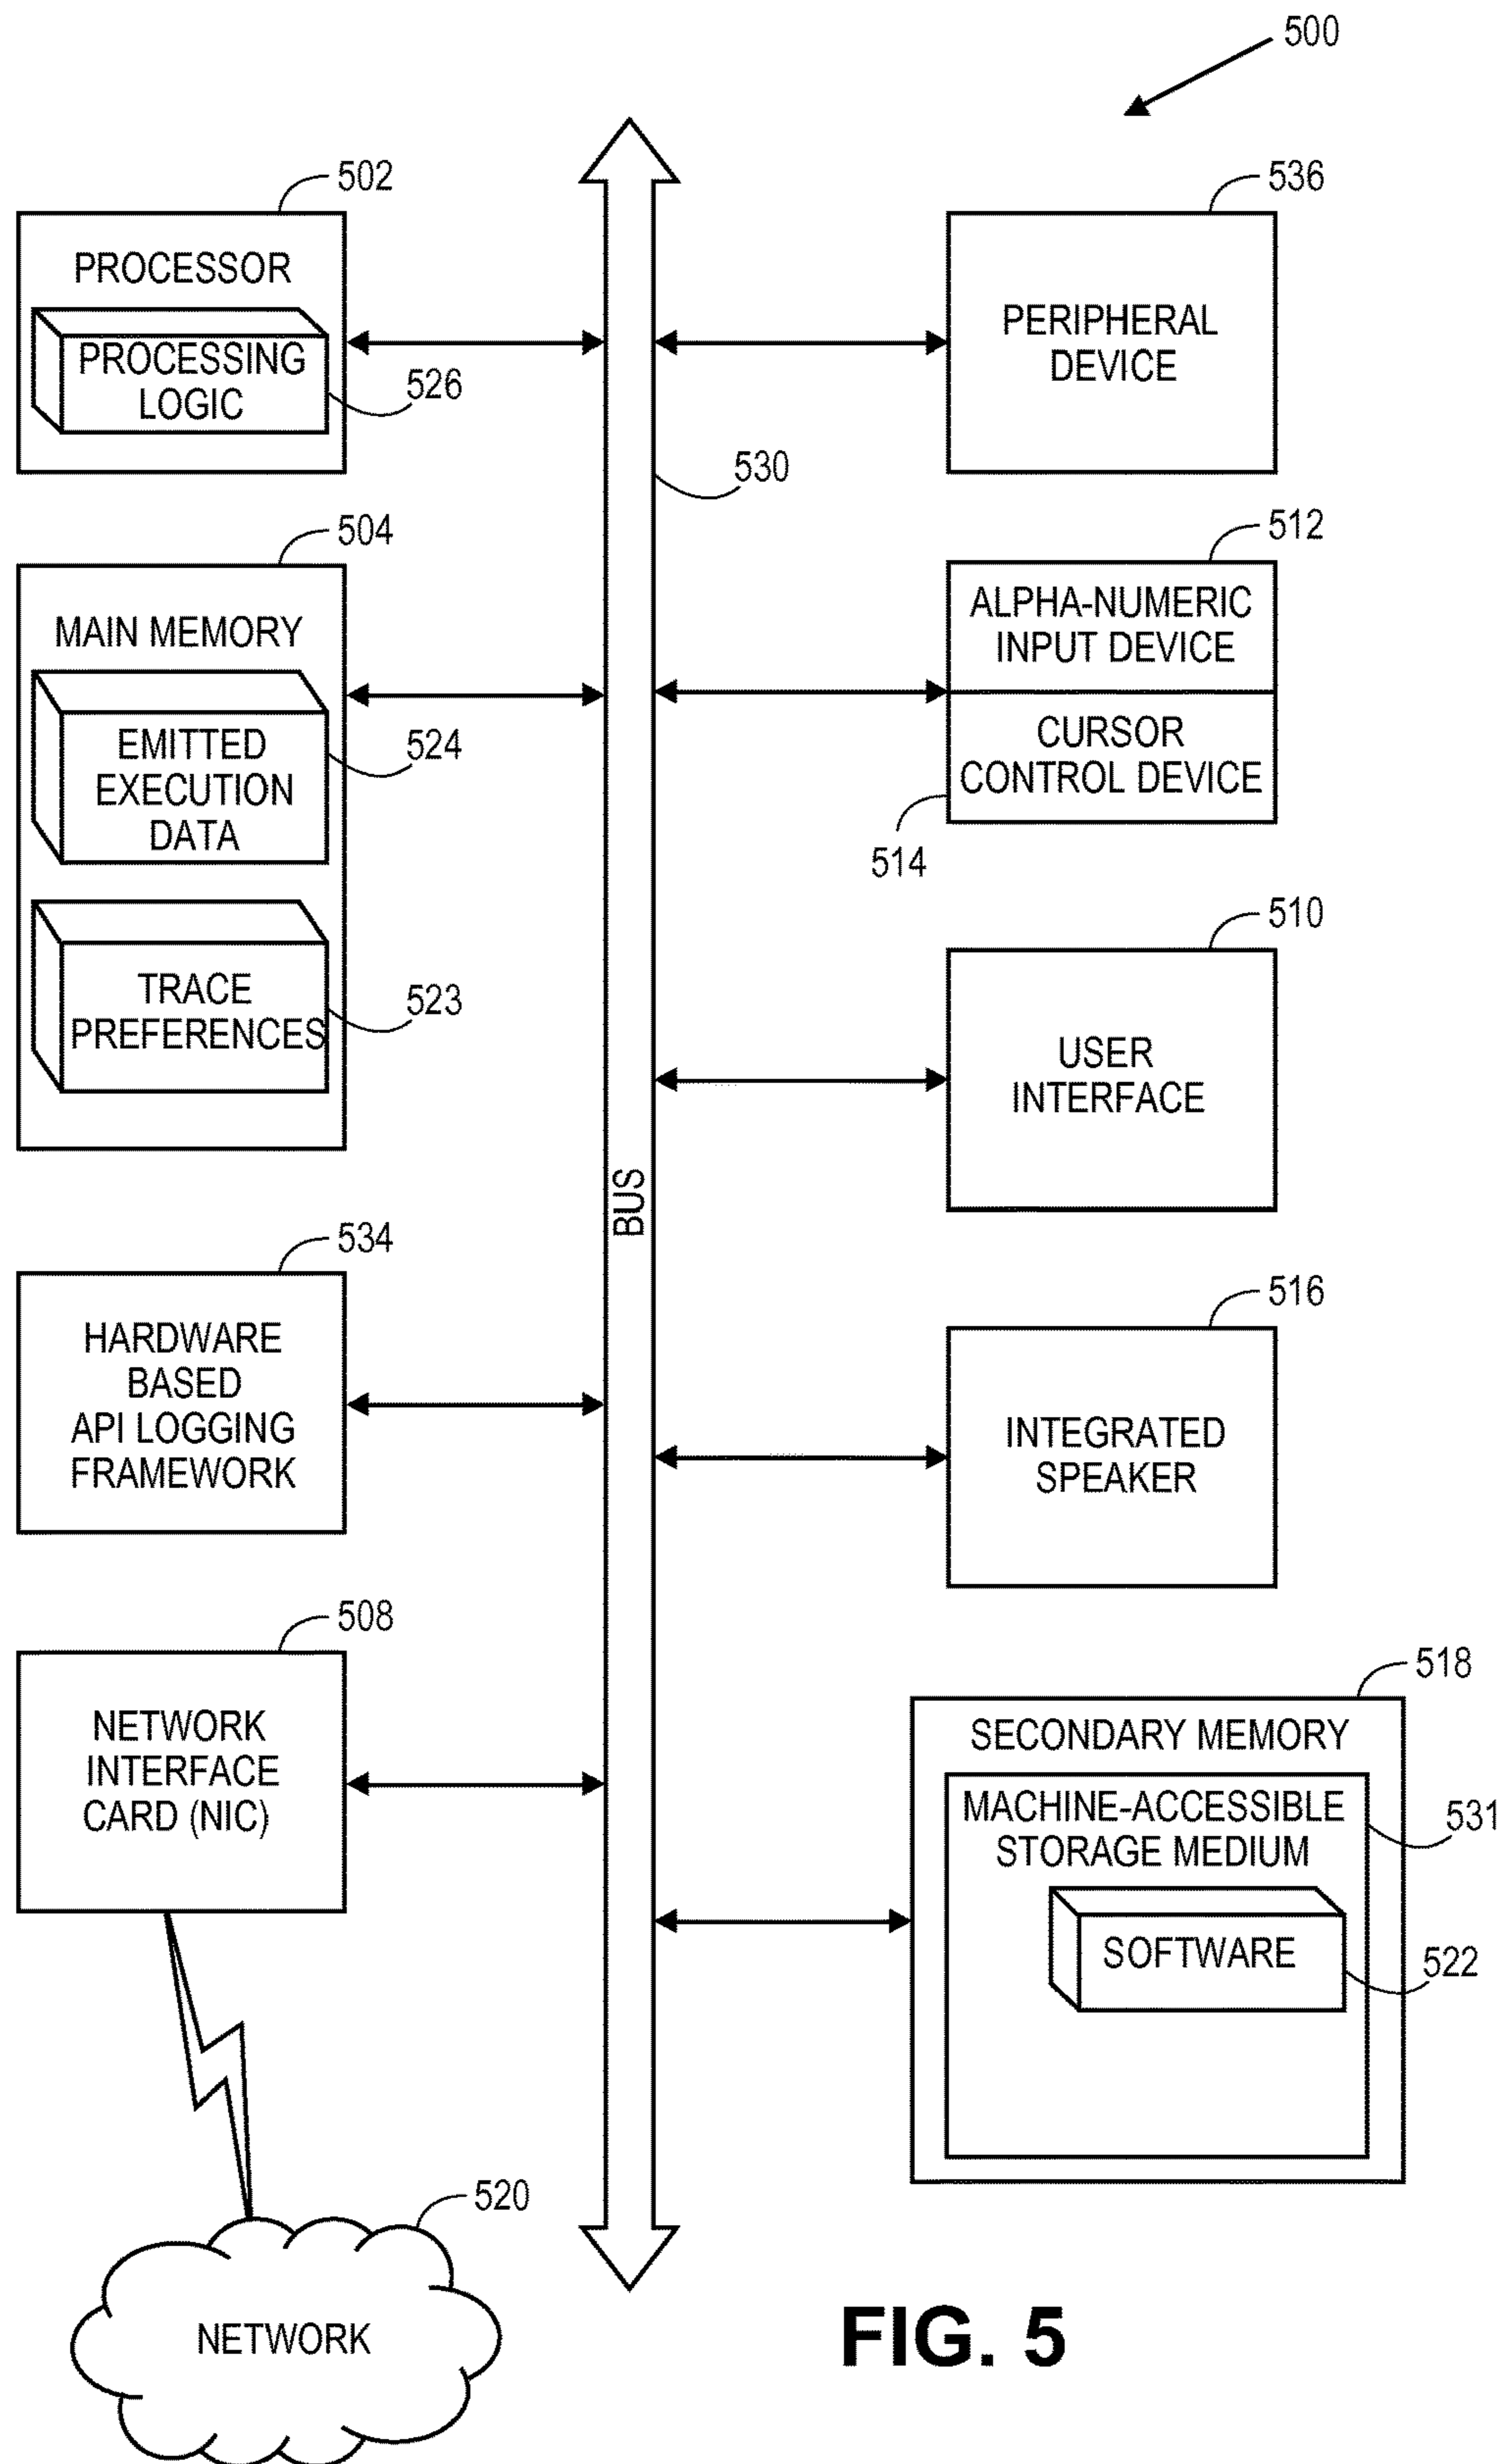 500
502
PROCESSOR
PROCESSING
LOGIC
526
504
MAIN MEMORY
EMITTED
EXECUTION
DATA
524
TRACE
PREFERENCES
523
534
HARDWARE
BASED
API LOGGING
FRAMEWORK
508
NETWORK
INTERFACE
CARD (NIC)
520
NETWORK
530
BUS
536
PERIPHERAL
DEVICE
512
ALPHA-NUMERIC
INPUT DEVICE
CURSOR
CONTROL DEVICE
514
510
USER
INTERFACE
516
INTEGRATED
SPEAKER
518
SECONDARY MEMORY
MACHINE-ACCESSIBLE
STORAGE MEDIUM
531
SOFTWARE
522
FIG. 5